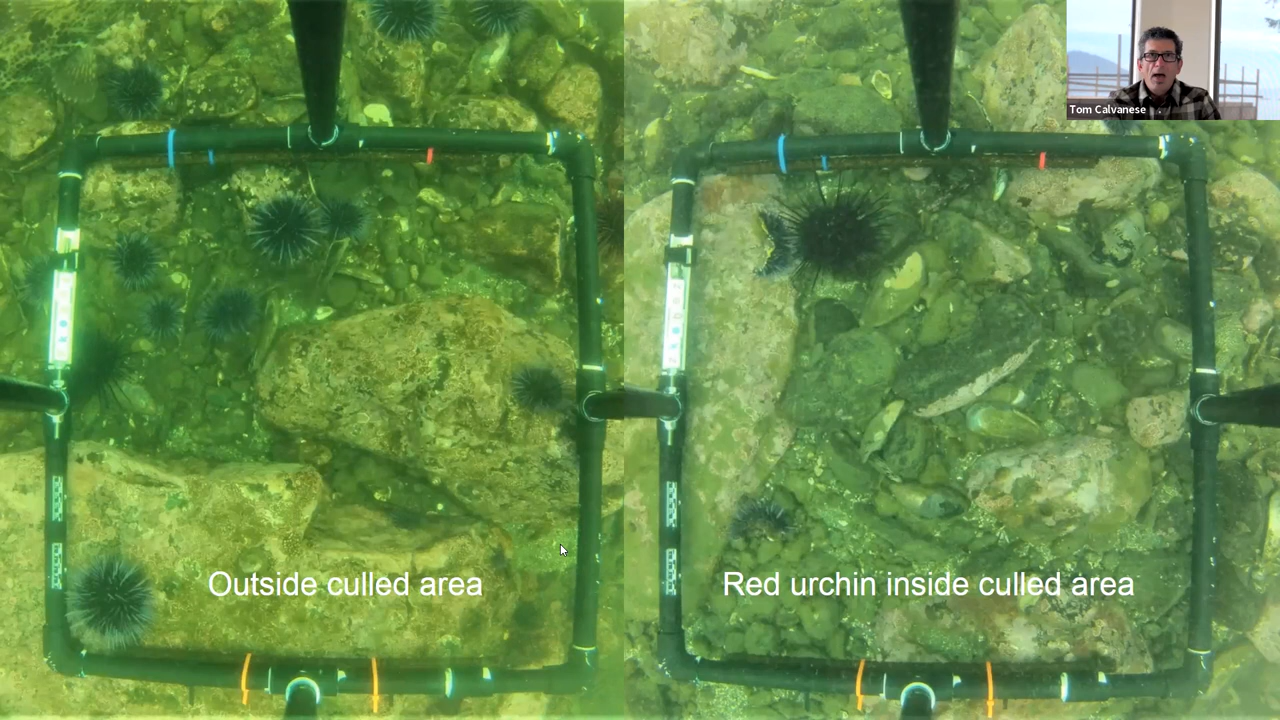 Tom Calvanese
Outside culled area
Red urchin inside culled area